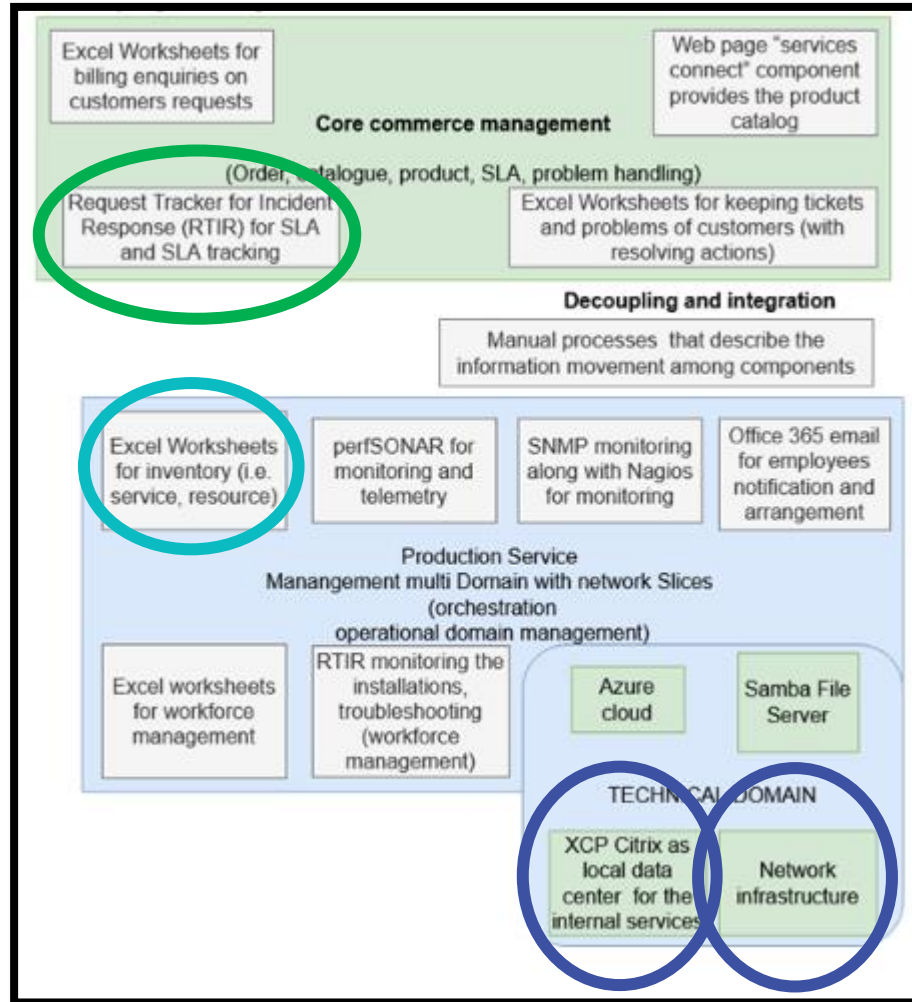 Excel Worksheets for
billing enquiries on
customers requests
Web page "services
connect" component
provides the product
catalog
Core commerce management
(Order, catalogue, product, SLA, problem handling)
Request Tracker for Incident
Response (RTIR) for SLA
and SLA tracking
Excel Worksheets for keeping tickets
and problems of customers (with
resolving actions)
Decoupling and integration
Manual processes that describe the
information movement among components
Excel Worksheets
for inventory (i.e.
service, resource)
perfSONAR for
monitoring and
telemetry
SNMP monitoring
along with Nagios
for monitoring
Office 365 email
for employees
notification and
arrangement
Production Service
Manangement multi Domain with network Slices
(orchestration
operational domain management)
Excel worksheets
for workforce
management
RTIR monitoring the
installations,
troubleshooting
(workforce
management)
Azure
cloud
Samba File
Server
TECHNICAL DOMAIN
XCP Citrix as
local data
center for the
internal services
Network
infrastructure